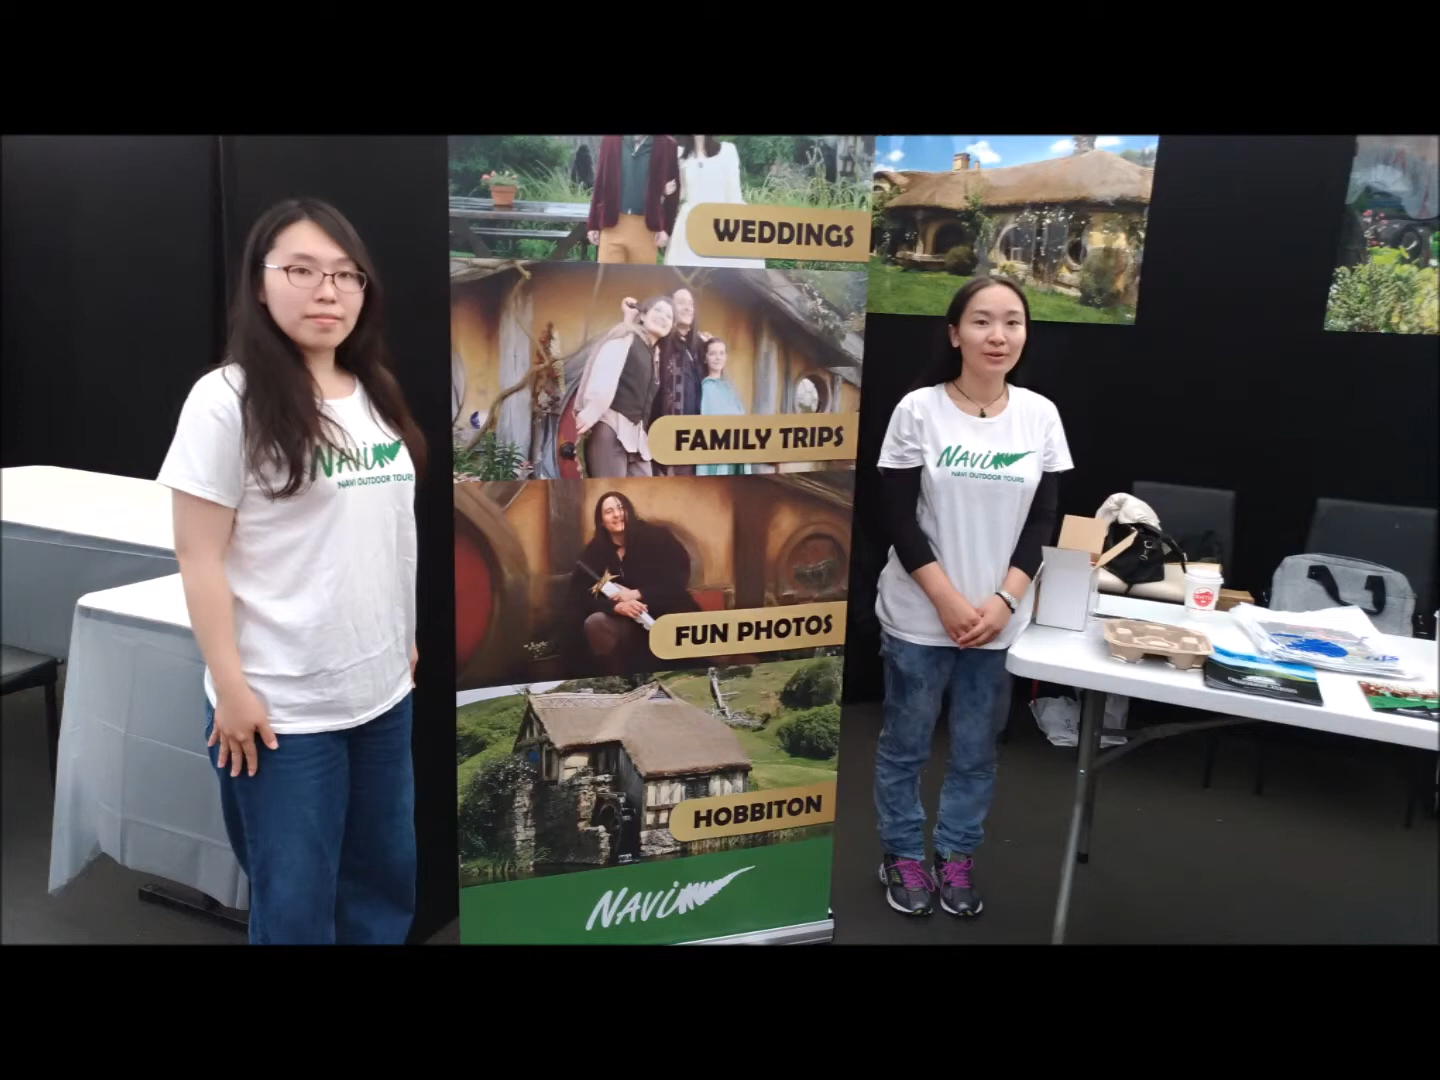 WEDDINGS
FAMILY TRIPS
FUN PHOTOS
HOBBITON
NAVi
NAVi
NAVI OUTDOOR TOURS
NAVi
NAVI OUTDOOR TOURS